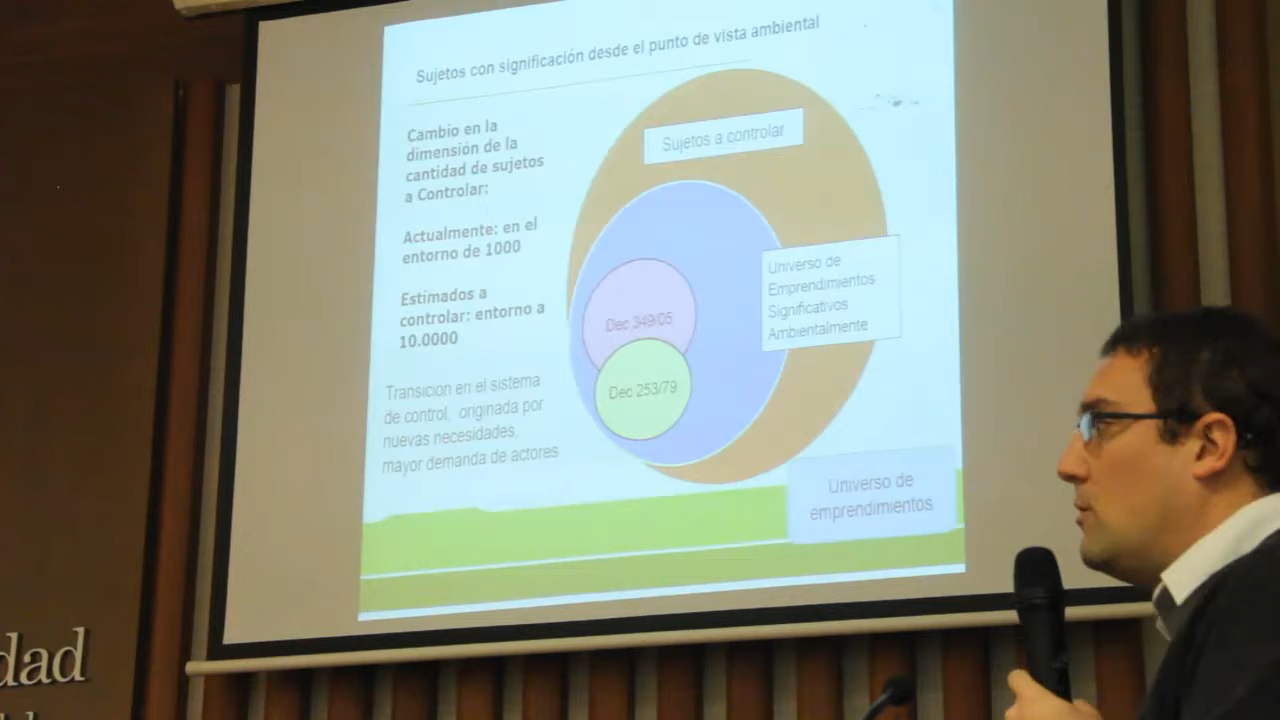 Sujetos con significación desde el punto de vista ambiental
Cambio en la
dimensión de la
cantidad de sujetos
a Controlar:
Actualmente: en el
entorno de 1000
Estimados a
controlar: entorno a
10.0000
Transicion en el sistema
de control, originada por
nuevas necesidades,
mayor demanda de actores
Sujetos a controlar
Universo de
Emprendimientos
Significativos
Ambientalmente
Dec 349/05
Dec 253/79
Universo de
emprendimientos
dad